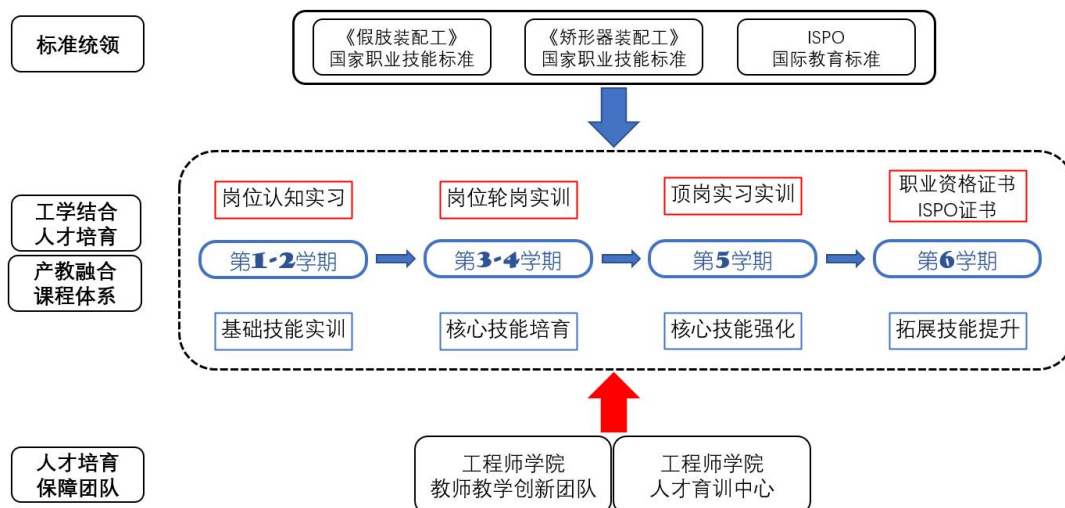 标准统领
《假肢装配工》
国家职业技能标准
《矫形器装配工》
国家职业技能标准
ISPO
国际教育标准
工学结合
人才培育
产教融合
课程体系
岗位认知实习
岗位轮岗实训
顶岗实习实训
职业资格证书
ISPO证书
第1-2学期
第3-4学期
第5学期
第6学期
基础技能实训
核心技能培育
核心技能强化
拓展技能提升
人才培育
保障团队
工程师学院
教师教学创新团队
工程师学院
人才育训中心